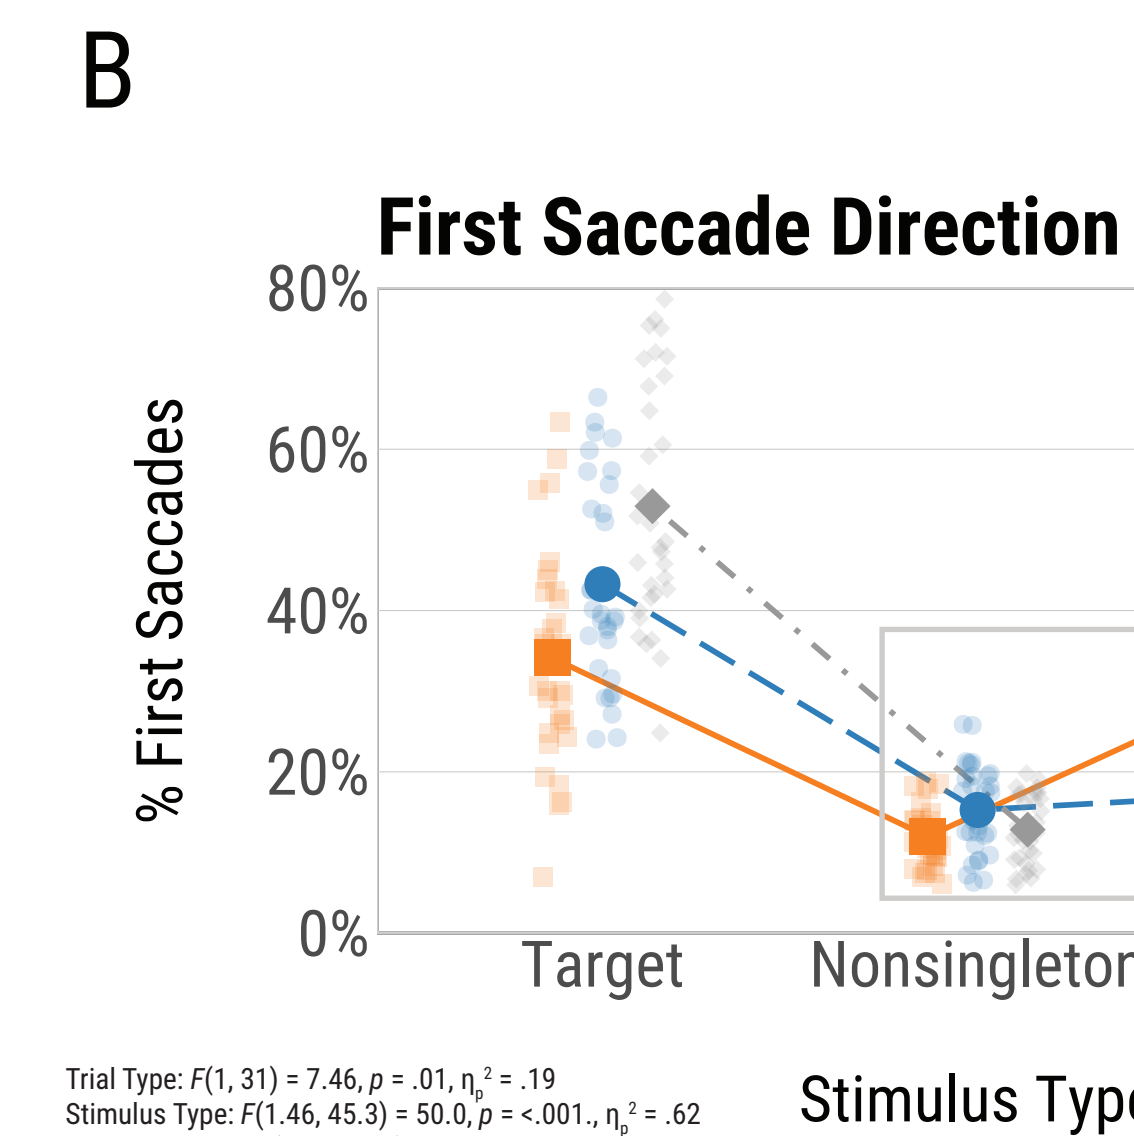 B
First Saccade Direction
% First Saccades
80%
60%
40%
20%
0%
Target
Trial Type: F(1, 31) = 7.46, p = .01, ηp² = .19
Stimulus Type: F(1.46, 45.3) = 50.0, p = <.001., ηp² = .62
Stimulus